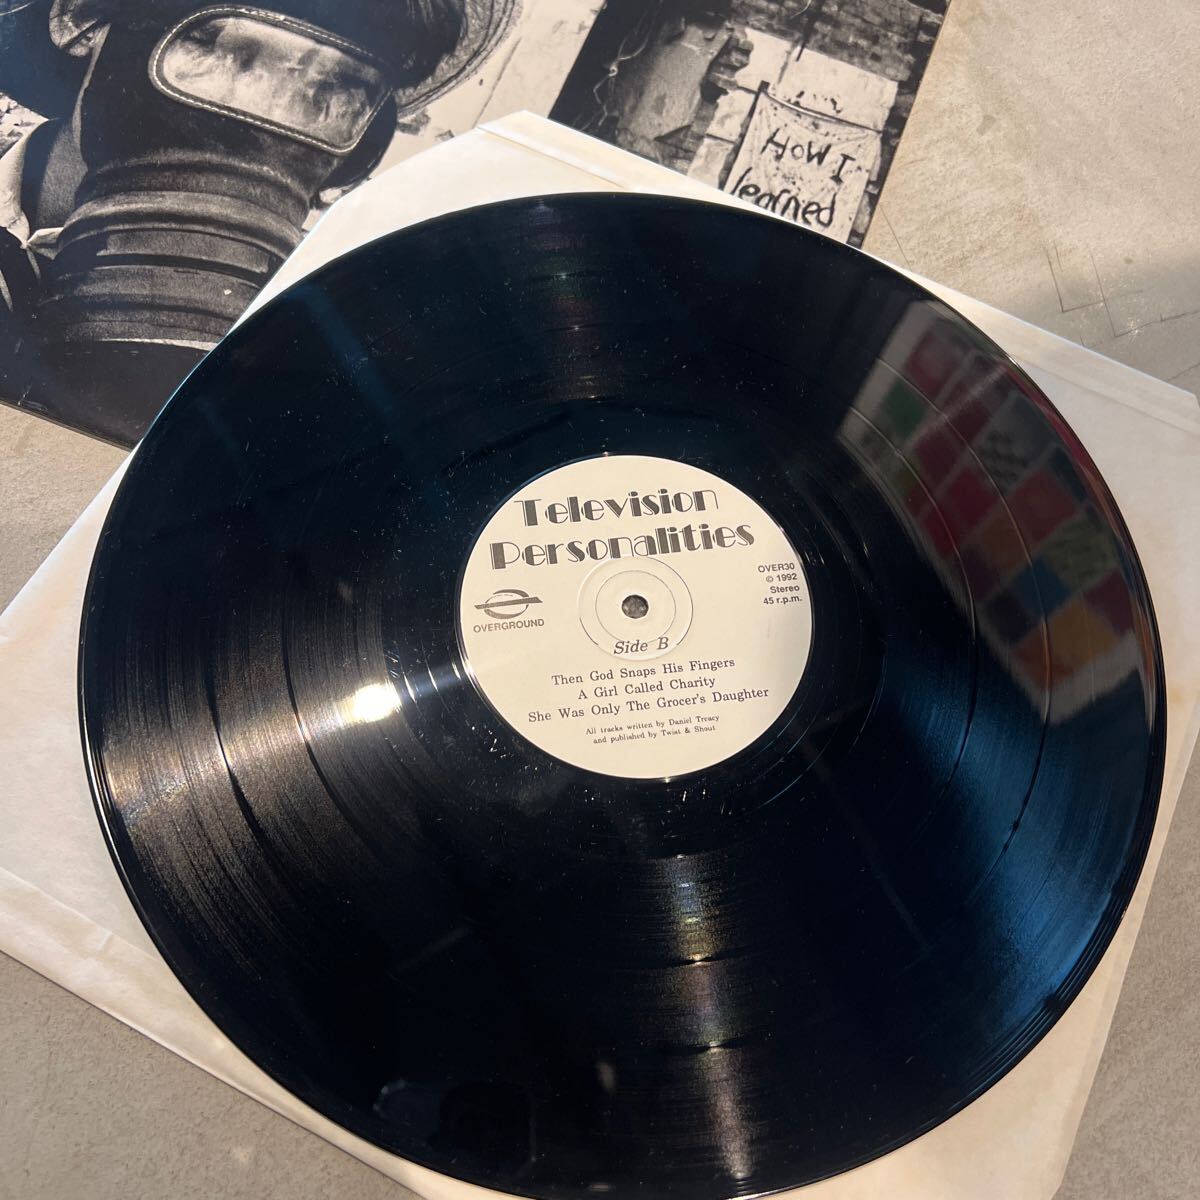 How I
learned
Television
Personalities
OVER30
© 1992
Stereo
45 r.p.m.
OVERGROUND
Side B
Then God Snaps His Fingers
A Girl Called Charity
She Was Only The Grocer's Daughter
All tracks written by Daniel Treacy
and published by Twist & Shout